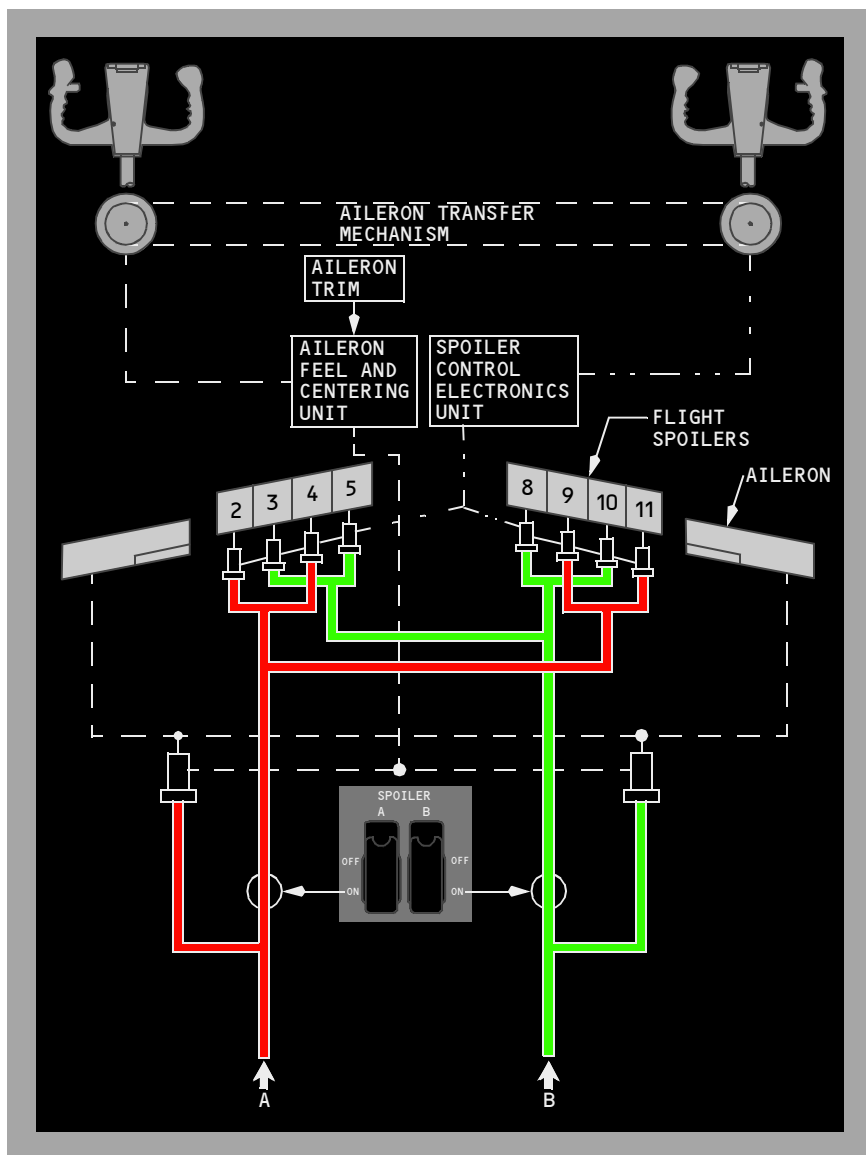 AILERON TRANSFER
MECHANISM
AILERON
TRIM
AILERON
FEEL AND
CENTERING
UNIT
SPOILER
CONTROL
ELECTRONICS
UNIT
FLIGHT
SPOILERS
AILERON
2 3 4 5
8 9 10 11
SPOILER
A B
OFF OFF
ON ON
A B